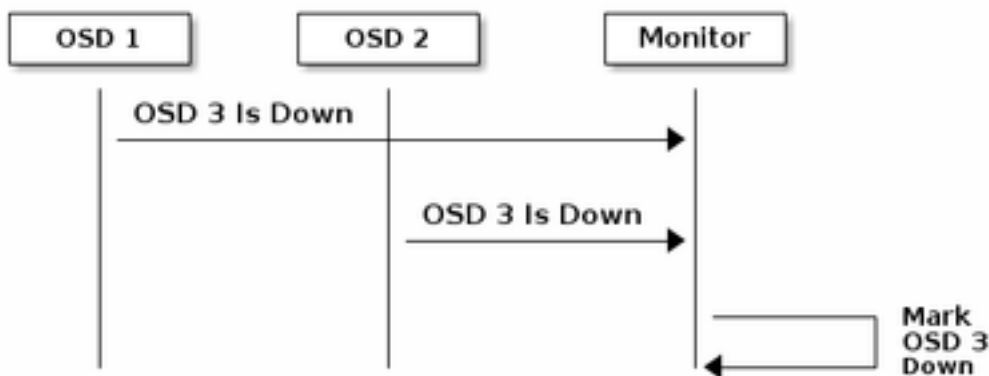 OSD 1
OSD 2
Monitor
OSD 3 Is Down
OSD 3 Is Down
Mark
OSD 3
Down